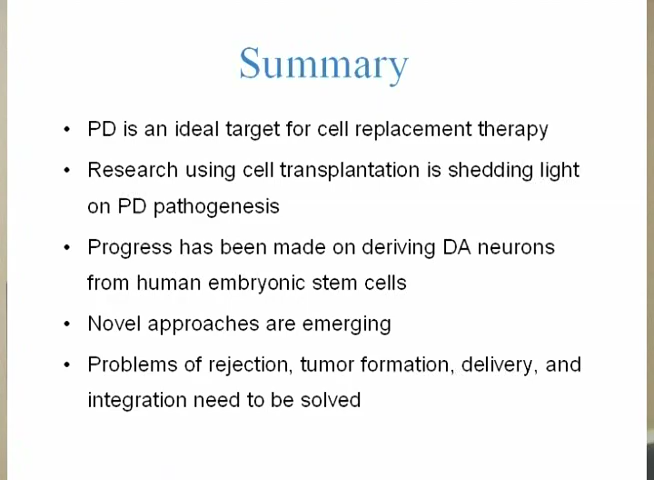 Summary
• PD is an ideal target for cell replacement therapy
• Research using cell transplantation is shedding light
on PD pathogenesis
• Progress has been made on deriving DA neurons
from human embryonic stem cells
• Novel approaches are emerging
• Problems of rejection, tumor formation, delivery, and
integration need to be solved